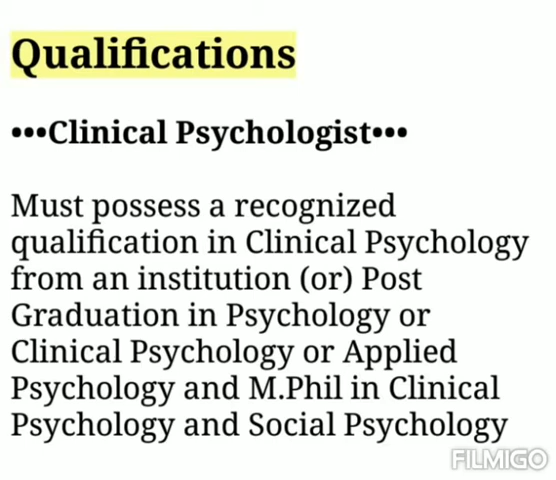 Qualifications
•••Clinical Psychologist•••
Must possess a recognized
qualification in Clinical Psychology
from an institution (or) Post
Graduation in Psychology or
Clinical Psychology or Applied
Psychology and M.Phil in Clinical
Psychology and Social Psychology
FILMIGO